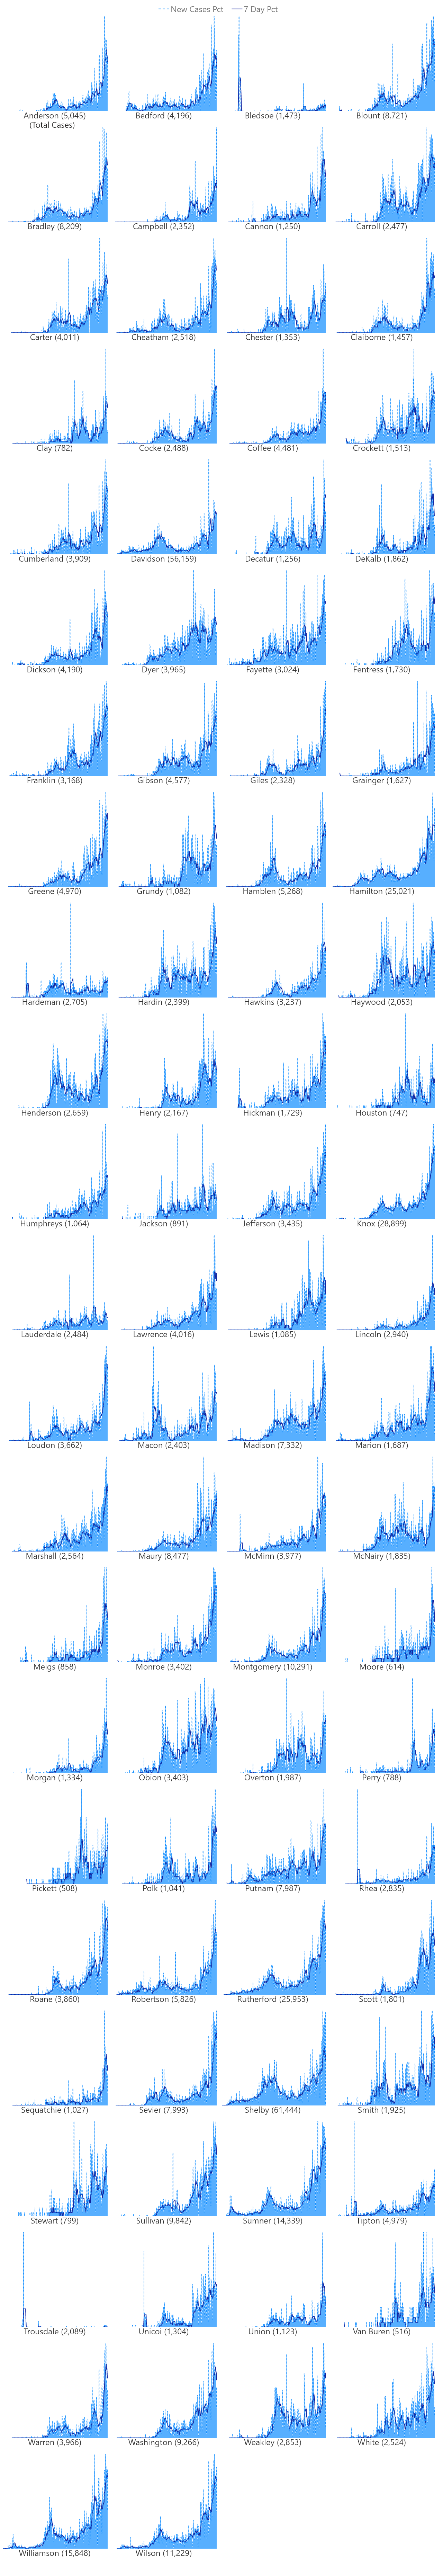 New Cases Pct 7 Day Pct
Anderson (5,045) Bedford (4,196) Bledsoe (1,473) Blount (8,721)
(Total Cases)
Bradley (8,209) Campbell (2,352) Cannon (1,250) Carroll (2,477)
Carter (4,011) Cheatham (2,518) Chester (1,353) Claiborne (1,457)
Clay (782) Cocke (2,488) Coffee (4,481) Crockett (1,513)
Cumberland (3,909) Davidson (56,159) Decatur (1,256) DeKalb (1,862)
Dickson (4,190) Dyer (3,965) Fayette (3,024) Fentress (1,730)
Franklin (3,168) Gibson (4,577) Giles (2,328) Grainger (1,627)
Greene (4,970) Grundy (1,082) Hamblen (5,268) Hamilton (25,021)
Hardeman (2,705) Hardin (2,399) Hawkins (3,237) Haywood (2,053)
Henderson (2,659) Henry (2,167) Hickman (1,729) Houston (747)
Humphreys (1,064) Jackson (891) Jefferson (3,435) Knox (28,899)
Lauderdale (2,484) Lawrence (4,016) Lewis (1,085) Lincoln (2,940)
Loudon (3,662) Macon (2,403) Madison (7,332) Marion (1,687)
Marshall (2,564) Maury (8,477) McMinn (3,977) McNairy (1,835)
Meigs (858) Monroe (3,402) Montgomery (10,291) Moore (614)
Morgan (1,334) Obion (3,403) Overton (1,987) Perry (788)
Pickett (508) Polk (1,041) Putnam (7,987) Rhea (2,835)
Roane (3,860) Robertson (5,826) Rutherford (25,953) Scott (1,801)
Sequatchie (1,027) Sevier (7,993) Shelby (61,444) Smith (1,925)
Stewart (799) Sullivan (9,842) Sumner (14,339) Tipton (4,979)
Trousdale (2,089) Unicoi (1,304) Union (1,123) Van Buren (516)
Warren (3,966) Washington (9,266) Weakley (2,853) White (2,524)
Williamson (15,848) Wilson (11,229)